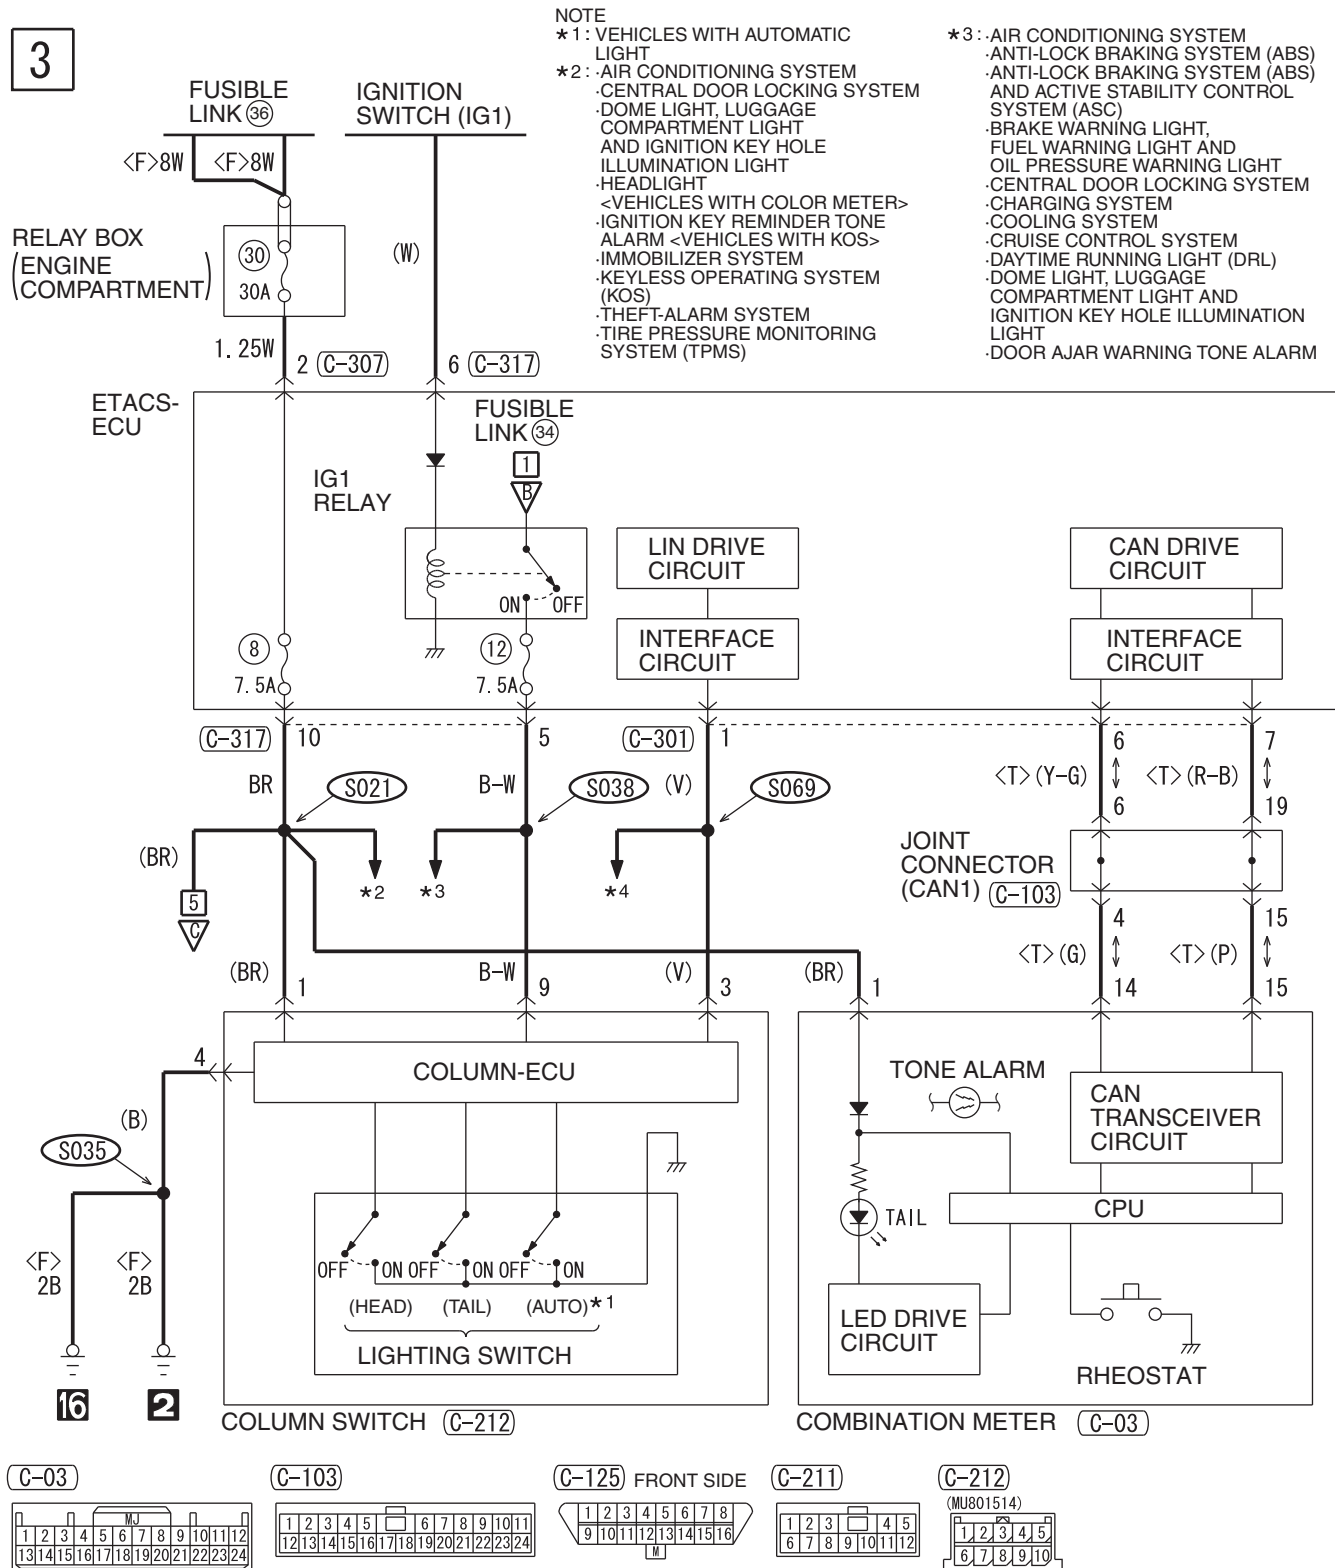 3
NOTE
*1: VEHICLES WITH AUTOMATIC
LIGHT
*2: ·AIR CONDITIONING SYSTEM
·CENTRAL DOOR LOCKING SYSTEM
·DOME LIGHT, LUGGAGE
COMPARTMENT LIGHT
AND IGNITION KEY HOLE
ILLUMINATION LIGHT
·HEADLIGHT
<VEHICLES WITH COLOR METER>
·IGNITION KEY REMINDER TONE
ALARM <VEHICLES WITH KOS>
·IMMOBILIZER SYSTEM
·KEYLESS OPERATING SYSTEM
(KOS)
·THEFT-ALARM SYSTEM
·TIRE PRESSURE MONITORING
SYSTEM (TPMS)
*3: ·AIR CONDITIONING SYSTEM
·ANTI-LOCK BRAKING SYSTEM (ABS)
·ANTI-LOCK BRAKING SYSTEM (ABS)
AND ACTIVE STABILITY CONTROL
SYSTEM (ASC)
·BRAKE WARNING LIGHT,
FUEL WARNING LIGHT AND
OIL PRESSURE WARNING LIGHT
·CENTRAL DOOR LOCKING SYSTEM
·CHARGING SYSTEM
·COOLING SYSTEM
·CRUISE CONTROL SYSTEM
·DAYTIME RUNNING LIGHT (DRL)
·DOME LIGHT, LUGGAGE
COMPARTMENT LIGHT AND
IGNITION KEY HOLE ILLUMINATION
LIGHT
·DOOR AJAR WARNING TONE ALARM
FUSIBLE
LINK 36
IGNITION
SWITCH (IG1)
<F>8W <F>8W
RELAY BOX
(ENGINE
COMPARTMENT)
30
30A
(W)
1.25W
2 (C-307)
6 (C-317)
ETACS-
ECU
FUSIBLE
LINK 34
1
B
IG1
RELAY
ON OFF
LIN DRIVE
CIRCUIT
INTERFACE
CIRCUIT
CAN DRIVE
CIRCUIT
INTERFACE
CIRCUIT
8
7.5A
12
7.5A
(C-317) 10
5
(C-301) 1
6
7
BR
S021
B-W
S038
(V)
S069
<T>(Y-G)
<T>(R-B)
6
19
(BR)
5
C
*2
*3
*4
JOINT
CONNECTOR
(CAN1) (C-103)
4
15
<T>(G)
<T>(P)
(BR)
B-W
(V)
(BR)
1
9
3
1
14
15
4
COLUMN-ECU
(B)
S035
<F>
2B
<F>
2B
16
2
OFF ON OFF ON OFF ON
(HEAD) (TAIL) (AUTO)*1
LIGHTING SWITCH
TONE ALARM
CAN
TRANSCEIVER
CIRCUIT
CPU
TAIL
LED DRIVE
CIRCUIT
RHEOSTAT
COLUMN SWITCH (C-212)
COMBINATION METER (C-03)
(C-03)
MJ
1 2 3 4 5 6 7 8 9 10 11 12
13 14 15 16 17 18 19 20 21 22 23 24
(C-103)
1 2 3 4 5 6 7 8 9 10 11
12 13 14 15 16 17 18 19 20 21 22 23 24
(C-125) FRONT SIDE
1 2 3 4 5 6 7 8
9 10 11 12 13 14 15 16
M
(C-211)
1 2 3 4 5
6 7 8 9 10 11 12
(C-212)
(MU801514)
1 2 3 4 5
6 7 8 9 10